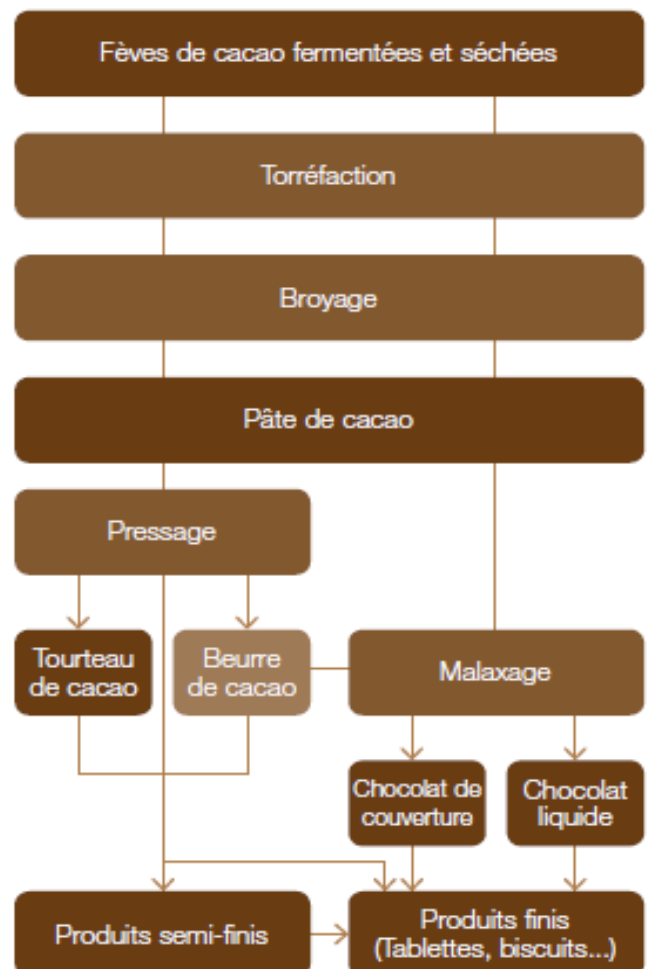 Fèves de cacao fermentées et séchées
Torréfaction
Broyage
Pâte de cacao
Pressage
Tourteau
de cacao
Beurre
de cacao
Malaxage
Chocolat de
couverture
Chocolat
liquide
Produits semi-finis
Produits finis
(Tablettes, biscuits...)